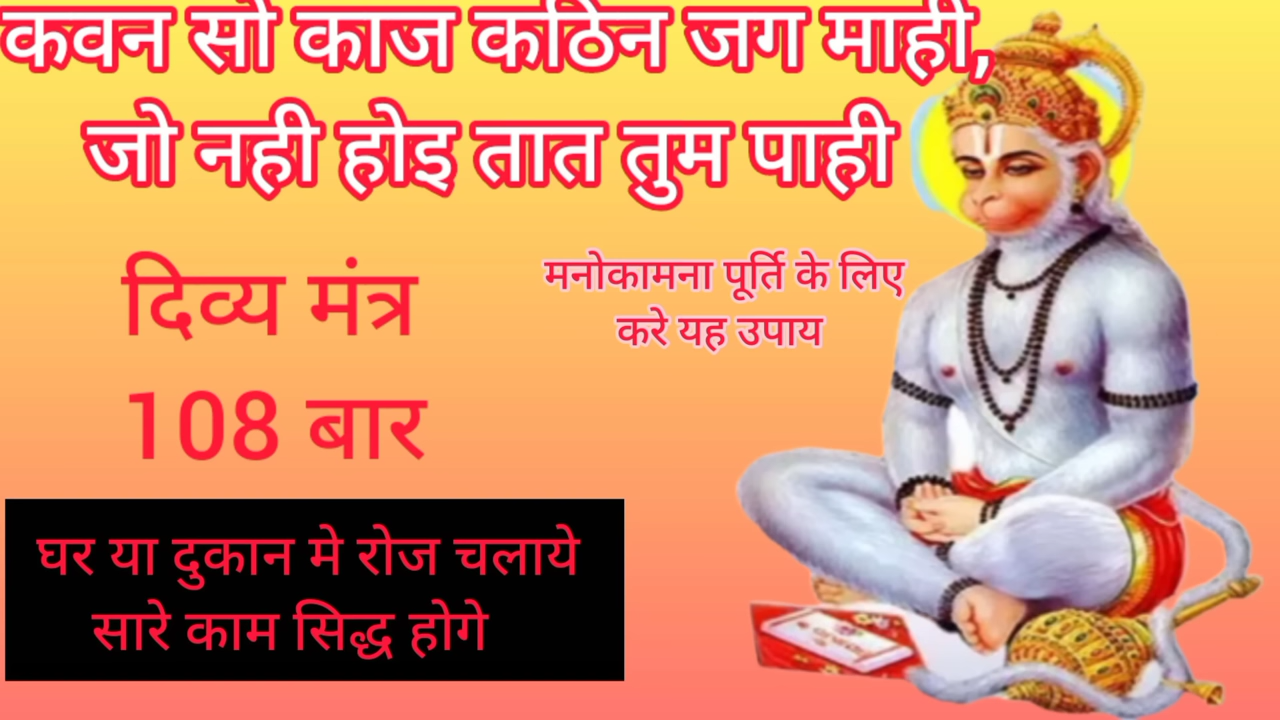 कवन सो काज कठिन जग माही,
जो नही होइ तात तुम पाही
दिव्य मंत्र
108 बार
मनोकामना पूर्ति के लिए
करे यह उपाय
घर या दुकान मे रोज चलाये
सारे काम सिद्ध होगे